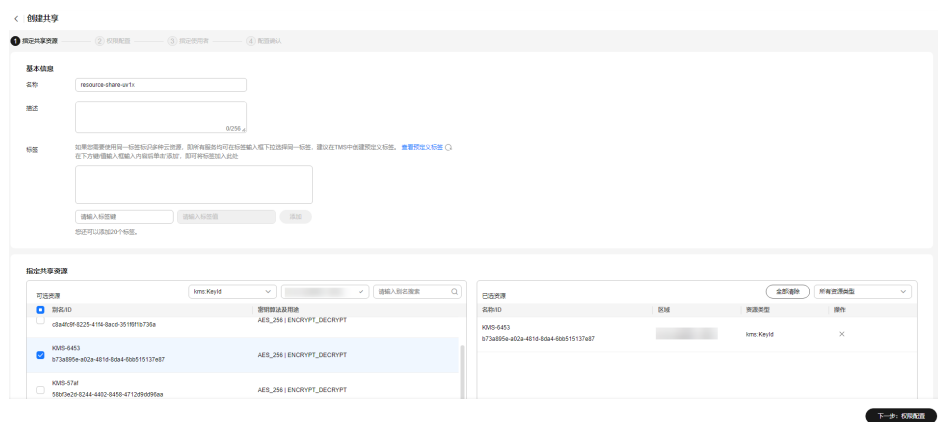 创建共享
1 指定共享资源 2 权限配置 3 指定使用者 4 配置确认
基本信息
名称 resource-share-uv1x
描述
0/256
标签 如果您需要使用同一标签标识多种云资源，即所有服务均可在标签输入框下拉选择同一标签，建议在TMS中创建预定义标签。 查看预定义标签
在下方键/值输入框输入内容后单击'添加'，即可将标签加入此处
请输入标签键 请输入标签值 添加
您还可以添加20个标签。
指定共享资源
可选资源 kms:KeyId 请输入别名搜索
别名/ID 密钥算法及用途
c8a4fc9f-8225-41f4-8acd-351f6f1b736a AES_256 | ENCRYPT_DECRYPT
KMS-6453
b73a895e-a02a-481d-8da4-6bb515137e87 AES_256 | ENCRYPT_DECRYPT
KMS-57af
56bf3e2d-8244-4402-8458-4712d9dd96aa AES_256 | ENCRYPT_DECRYPT
已选资源 全部清除 所有资源类型
名称/ID 区域 资源类型 操作
KMS-6453
b73a895e-a02a-481d-8da4-6bb515137e87 kms:KeyId
下一步：权限配置